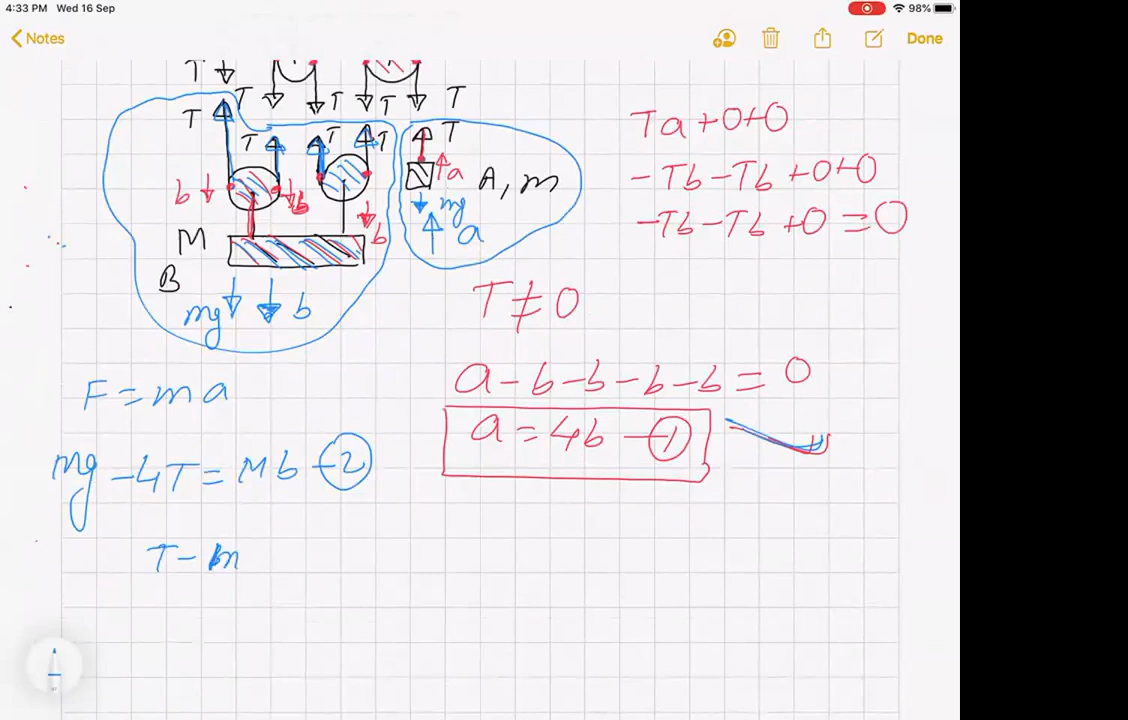 4:33 PM Wed 16 Sep
98%
Notes
Done
T T T T T T
T T T T T
b b a A, m
mg
M b a
B
mg b
Ta+0+0
-Tb-Tb+0+0
-Tb-Tb+0=0
T≠0
F=ma
a-b-b-b-b=0
a=4b-①
mg-4T=Mb-②
T-m